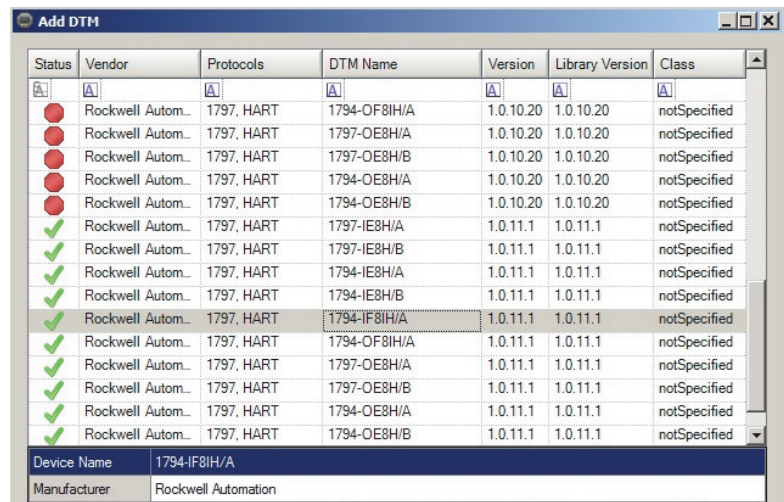 Add DTM
Status Vendor Protocols DTM Name Version Library Version Class
A A A A A A A
Rockwell Autom... 1797, HART 1794-OF8IH/A 1.0.10.20 1.0.10.20 notSpecified
Rockwell Autom... 1797, HART 1797-OE8H/A 1.0.10.20 1.0.10.20 notSpecified
Rockwell Autom... 1797, HART 1797-OE8H/B 1.0.10.20 1.0.10.20 notSpecified
Rockwell Autom... 1797, HART 1794-OE8H/A 1.0.10.20 1.0.10.20 notSpecified
Rockwell Autom... 1797, HART 1794-OE8H/B 1.0.10.20 1.0.10.20 notSpecified
Rockwell Autom... 1797, HART 1797-IE8H/A 1.0.11.1 1.0.11.1 notSpecified
Rockwell Autom... 1797, HART 1797-IE8H/B 1.0.11.1 1.0.11.1 notSpecified
Rockwell Autom... 1797, HART 1794-IE8H/A 1.0.11.1 1.0.11.1 notSpecified
Rockwell Autom... 1797, HART 1794-IE8H/B 1.0.11.1 1.0.11.1 notSpecified
Rockwell Autom... 1797, HART 1794-IF8IH/A 1.0.11.1 1.0.11.1 notSpecified
Rockwell Autom... 1797, HART 1794-OF8IH/A 1.0.11.1 1.0.11.1 notSpecified
Rockwell Autom... 1797, HART 1797-OE8H/A 1.0.11.1 1.0.11.1 notSpecified
Rockwell Autom... 1797, HART 1797-OE8H/B 1.0.11.1 1.0.11.1 notSpecified
Rockwell Autom... 1797, HART 1794-OE8H/A 1.0.11.1 1.0.11.1 notSpecified
Rockwell Autom... 1797, HART 1794-OE8H/B 1.0.11.1 1.0.11.1 notSpecified
Device Name 1794-IF8IH/A
Manufacturer Rockwell Automation